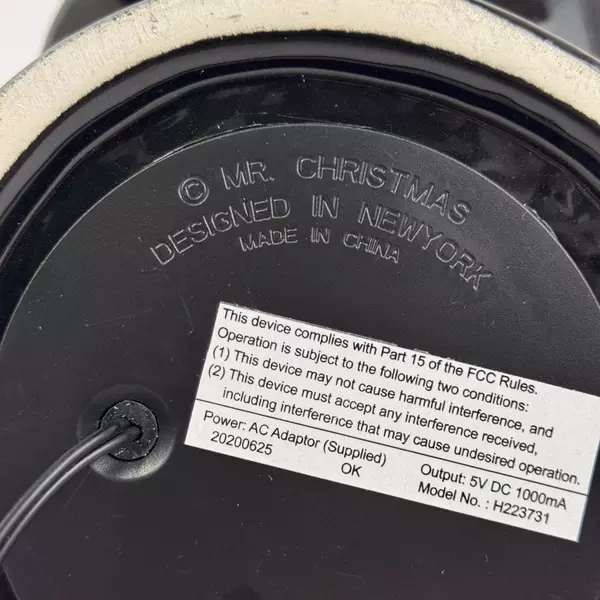 © MR. CHRISTMAS
DESIGNED IN NEWYORK
MADE IN CHINA
This device complies with Part 15 of the FCC Rules.
Operation is subject to the following two conditions:
(1) This device may not cause harmful interference, and
(2) This device must accept any interference received,
including interference that may cause undesired operation.
Power: AC Adaptor (Supplied) Output: 5V DC 1000mA
20200625 OK Model No. : H223731